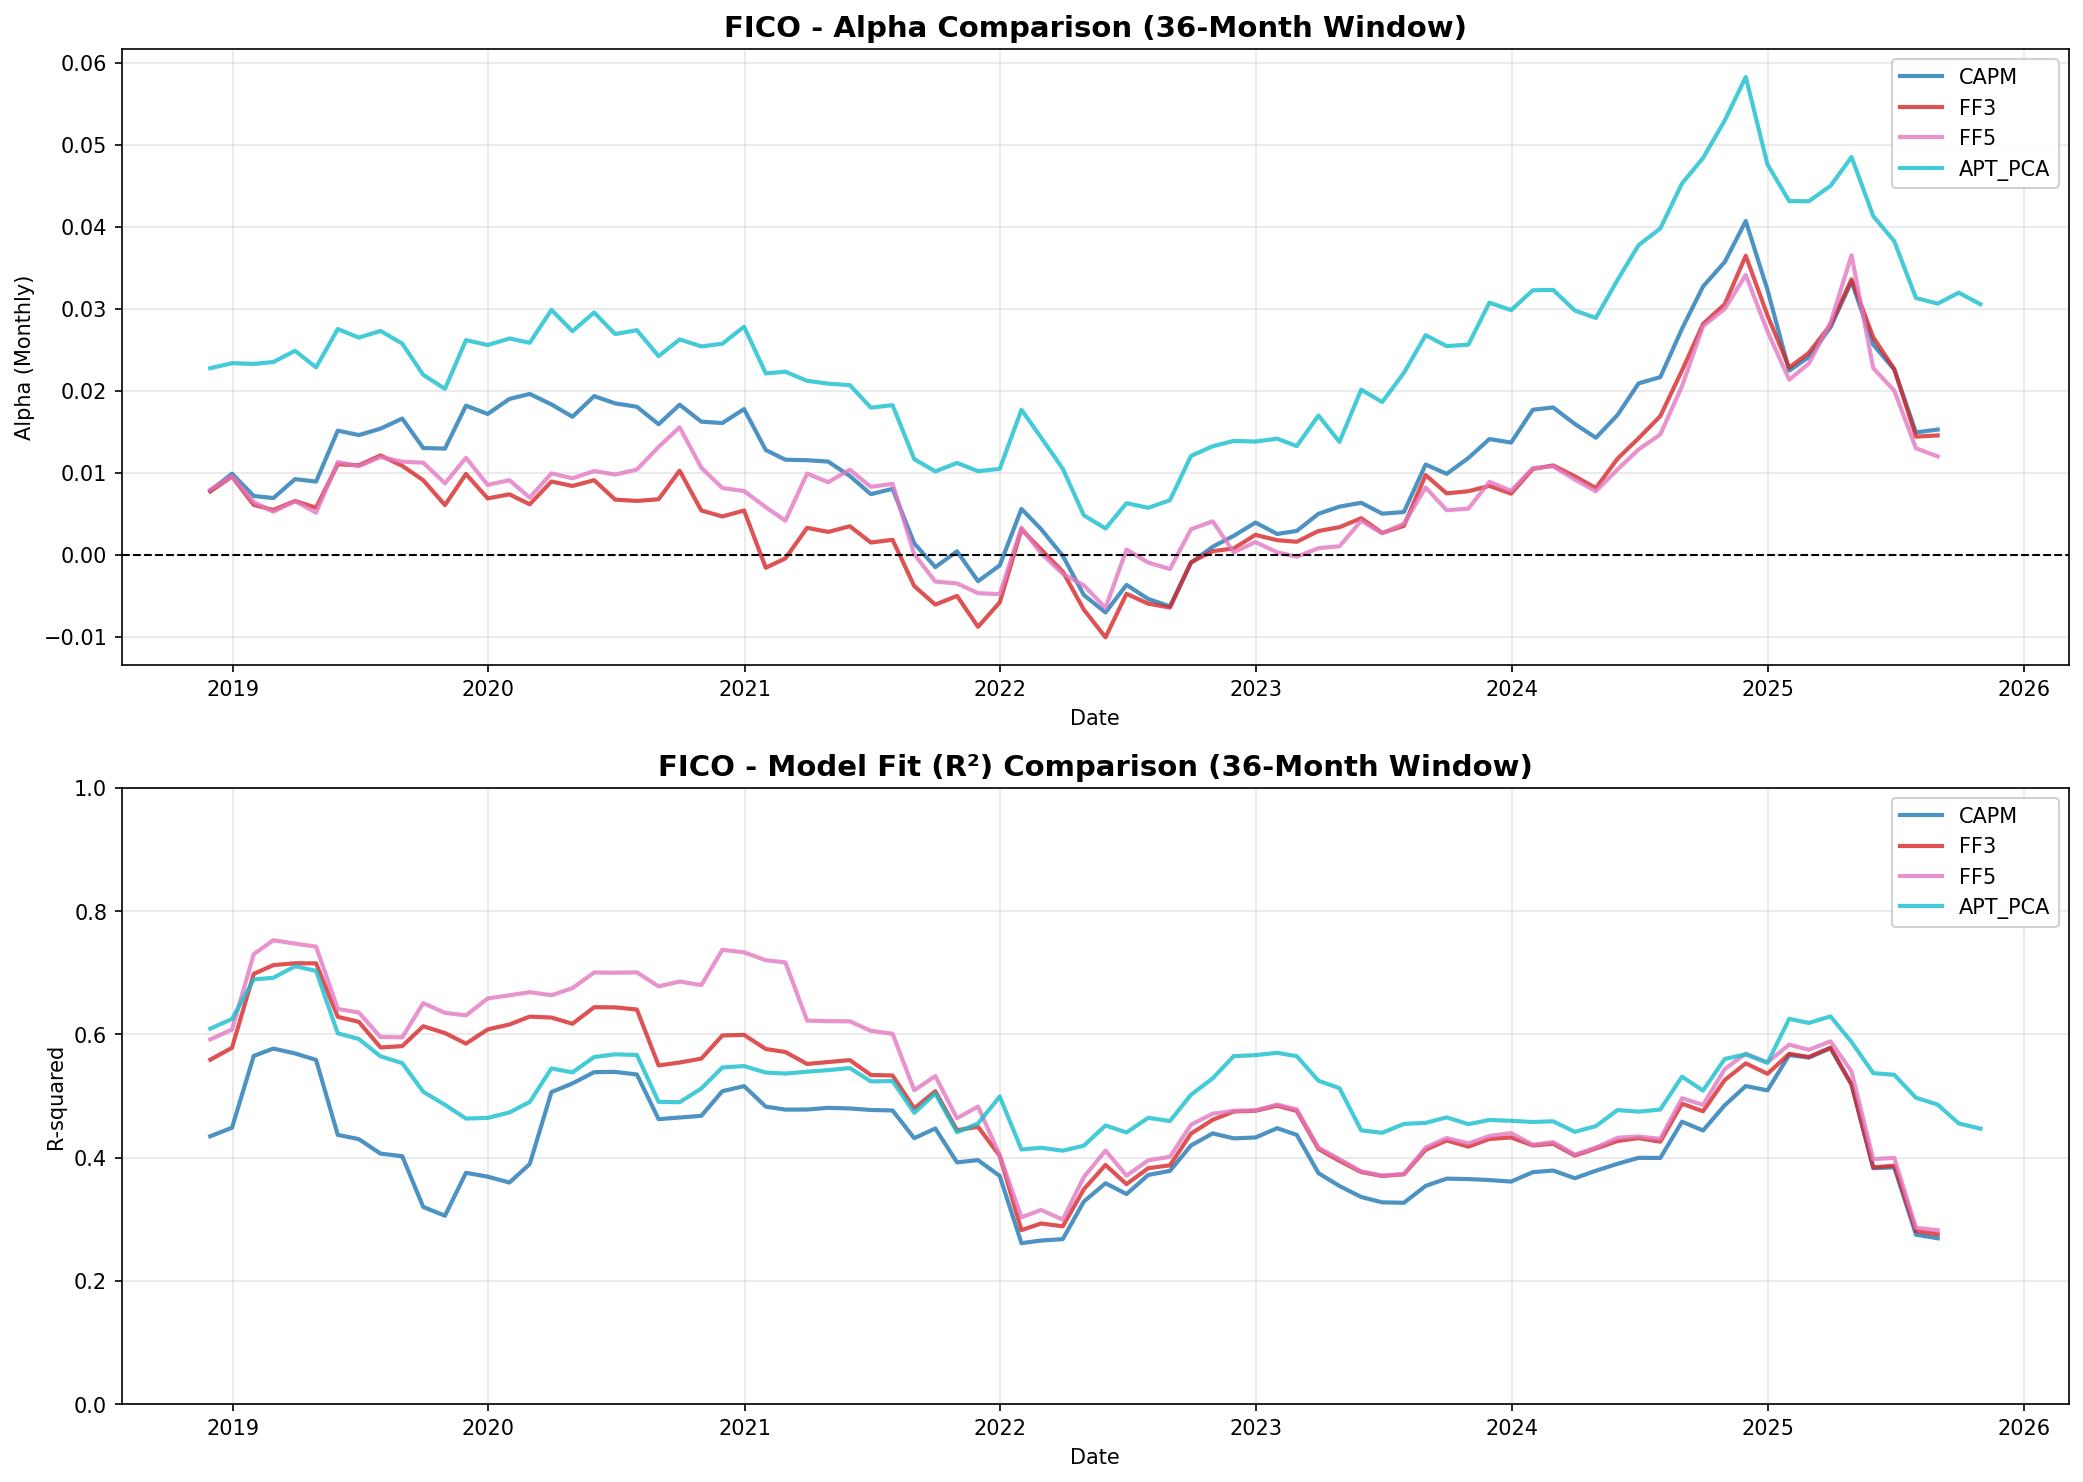 FICO - Alpha Comparison (36-Month Window)
CAPM
FF3
FF5
APT_PCA
0.06
0.05
0.04
0.03
0.02
0.01
0.00
−0.01
Alpha (Monthly)
2019 2020 2021 2022 2023 2024 2025 2026
Date
FICO - Model Fit (R²) Comparison (36-Month Window)
CAPM
FF3
FF5
APT_PCA
1.0
0.8
0.6
0.4
0.2
0.0
R-squared
2019 2020 2021 2022 2023 2024 2025 2026
Date